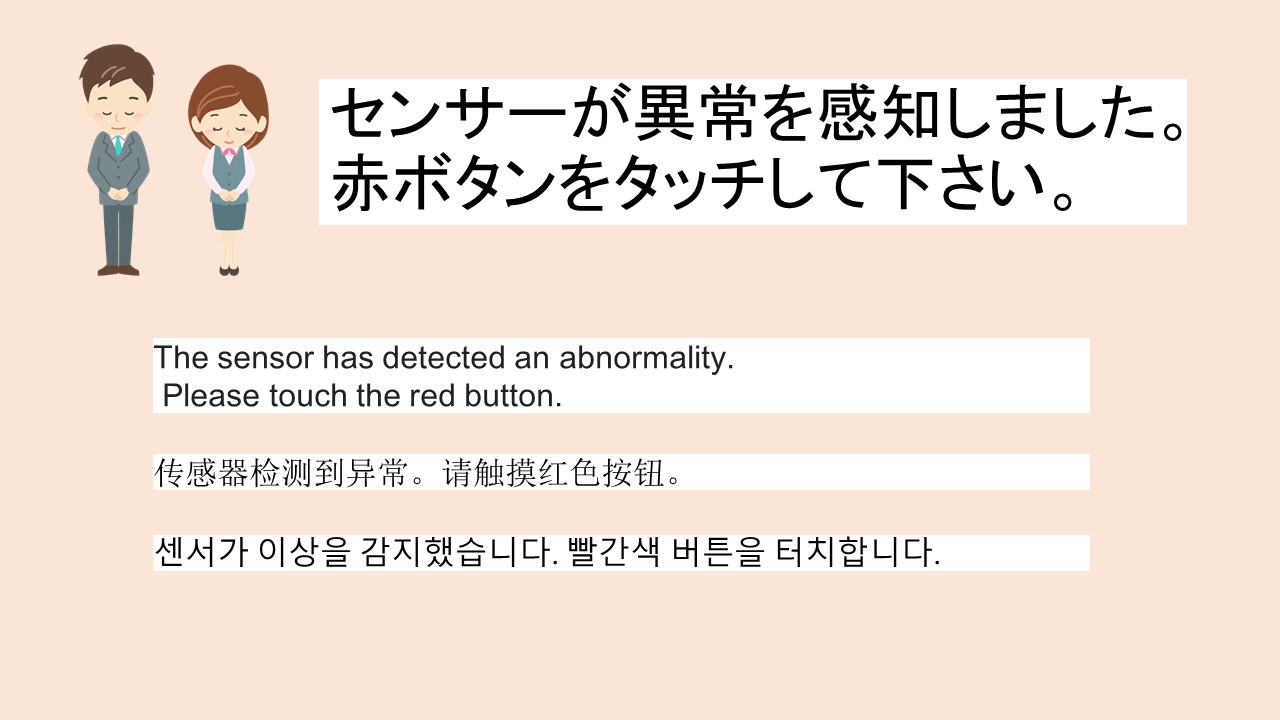 センサーが異常を感知しました。
赤ボタンをタッチして下さい。
The sensor has detected an abnormality.
Please touch the red button.
传感器检测到异常。请触摸红色按钮。
센서가 이상을 감지했습니다. 빨간색 버튼을 터치합니다.